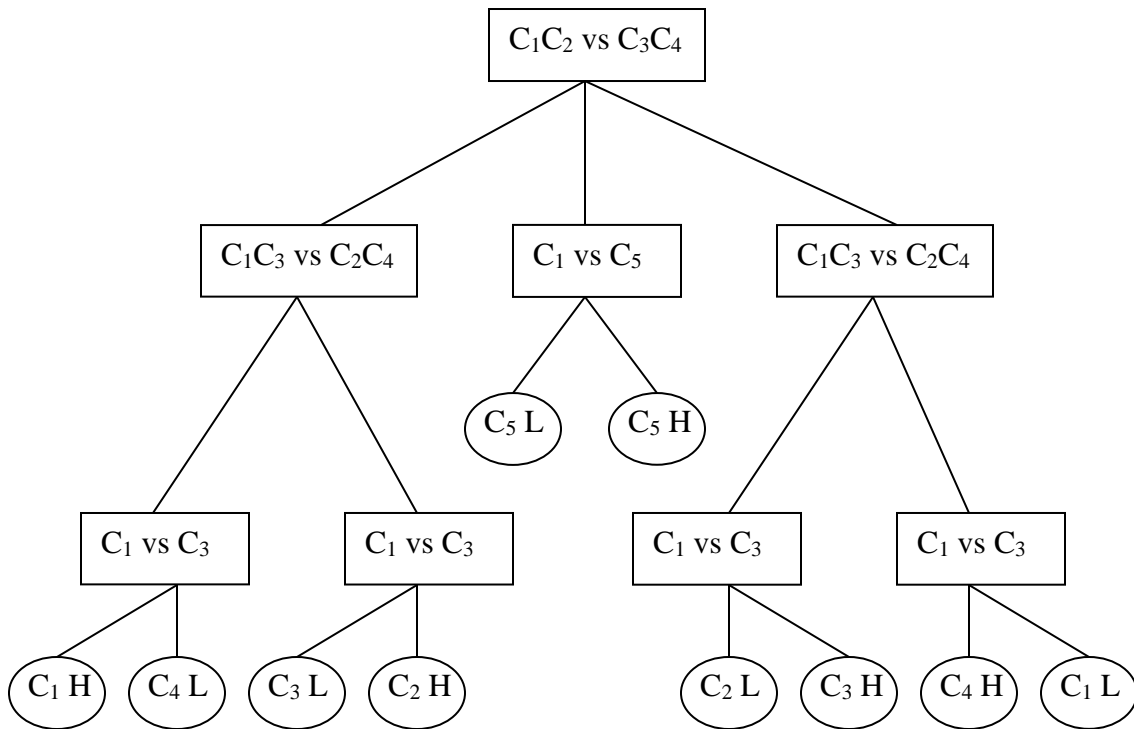 C₁C₂ vs C₃C₄
C₁C₃ vs C₂C₄
C₁ vs C₅
C₁C₃ vs C₂C₄
C₅ L
C₅ H
C₁ vs C₃
C₁ vs C₃
C₁ vs C₃
C₁ vs C₃
C₁ H
C₄ L
C₃ L
C₂ H
C₂ L
C₃ H
C₄ H
C₁ L